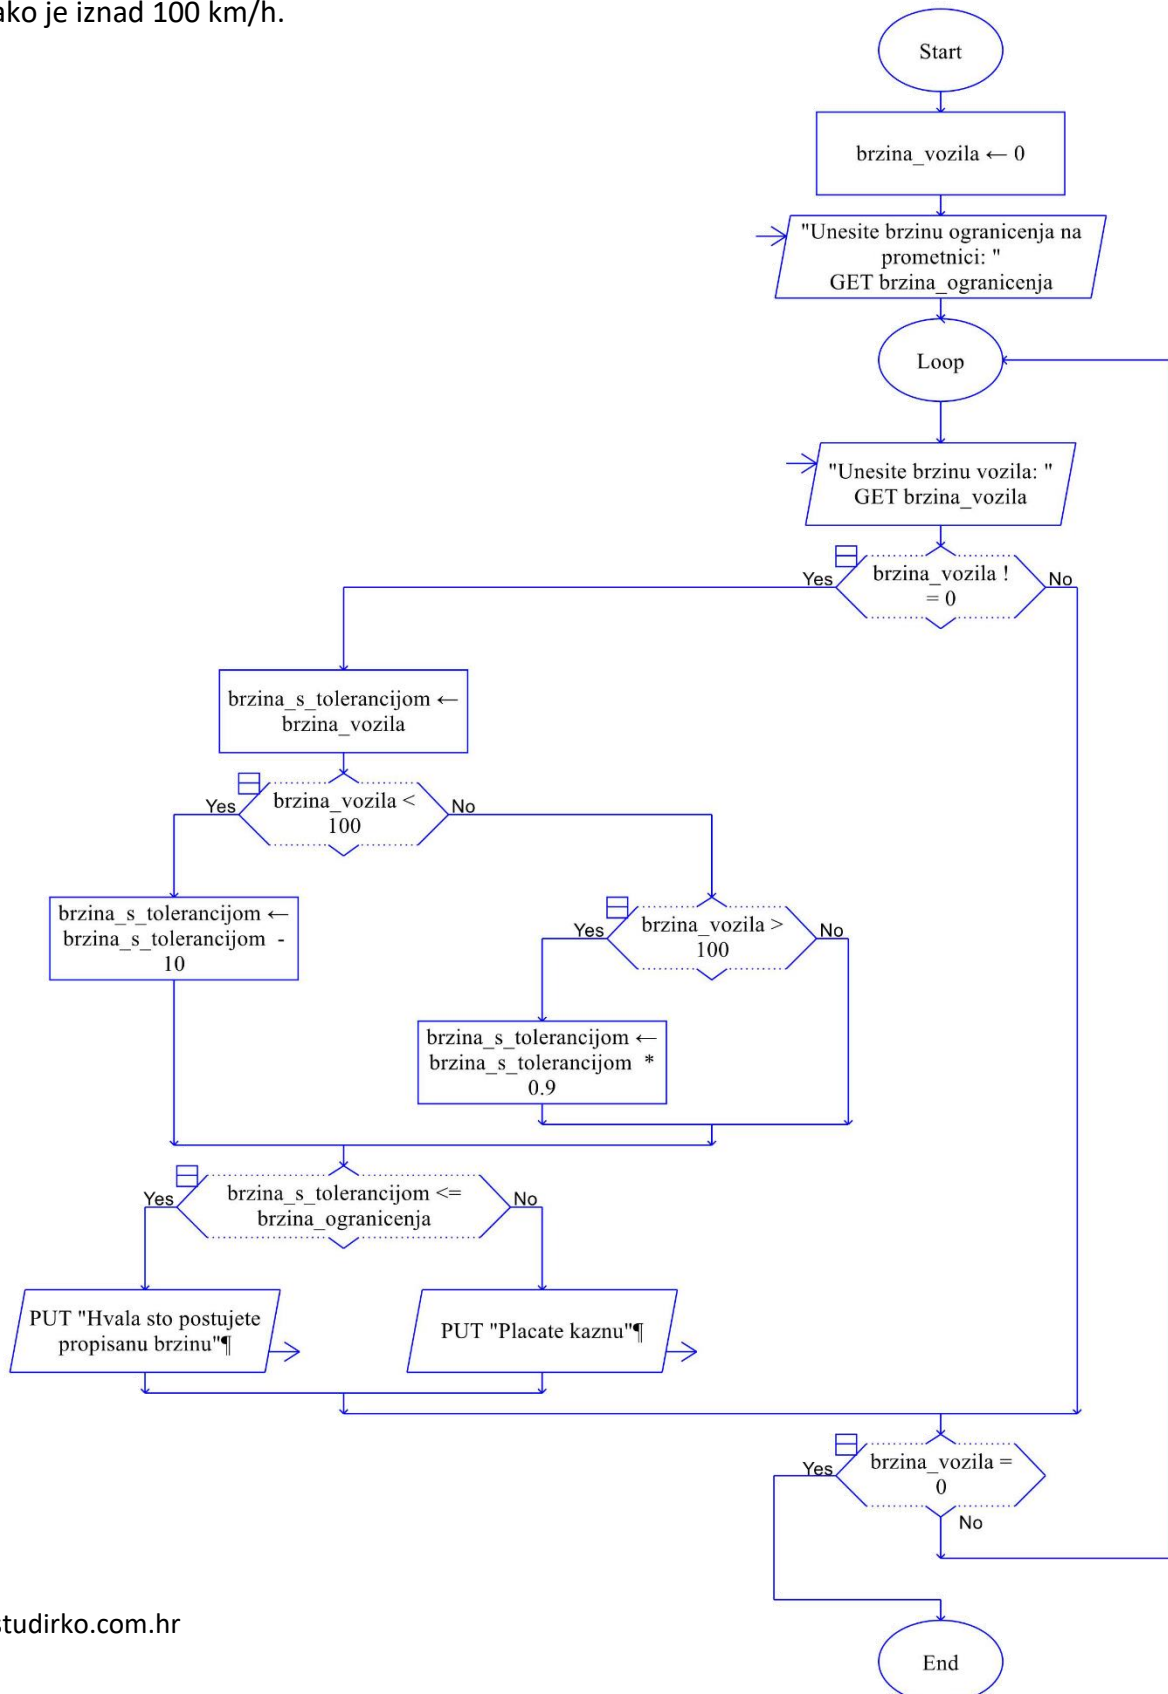 ako je iznad 100 km/h.
Start
brzina_vozila ← 0
"Unesite brzinu ogranicenja na
prometnici: "
GET brzina_ogranicenja
Loop
"Unesite brzinu vozila: "
GET brzina_vozila
Yes
brzina_vozila !
= 0
No
brzina_s_tolerancijom ←
brzina_vozila
Yes
brzina_vozila <
100
No
brzina_s_tolerancijom ←
brzina_s_tolerancijom -
10
Yes
brzina_vozila >
100
No
brzina_s_tolerancijom ←
brzina_s_tolerancijom *
0.9
Yes
brzina_s_tolerancijom <=
brzina_ogranicenja
No
PUT "Hvala sto postujete
propisanu brzinu"¶
PUT "Placate kaznu"¶
Yes
brzina_vozila =
0
No
studirko.com.hr
End